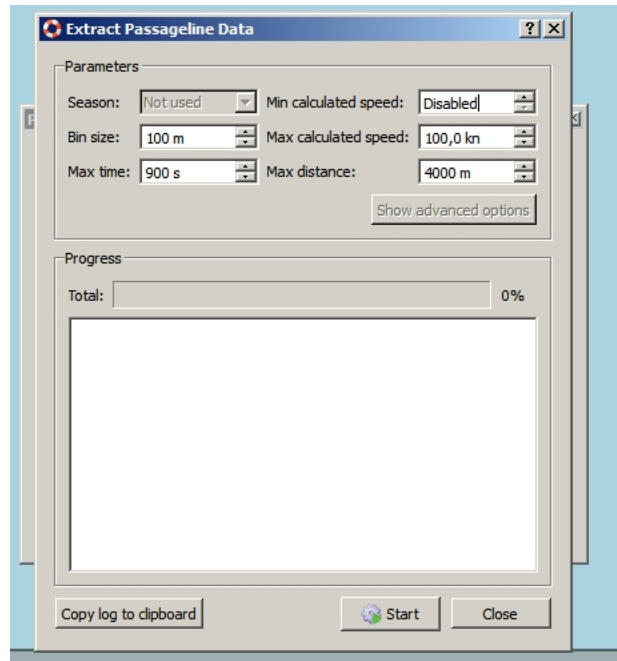 Extract Passageline Data
Parameters
Season: Not used Min calculated speed: Disabled
Bin size: 100 m Max calculated speed: 100,0 kn
Max time: 900 s Max distance: 4000 m
Show advanced options
Progress
Total: 0%
Copy log to clipboard Start Close